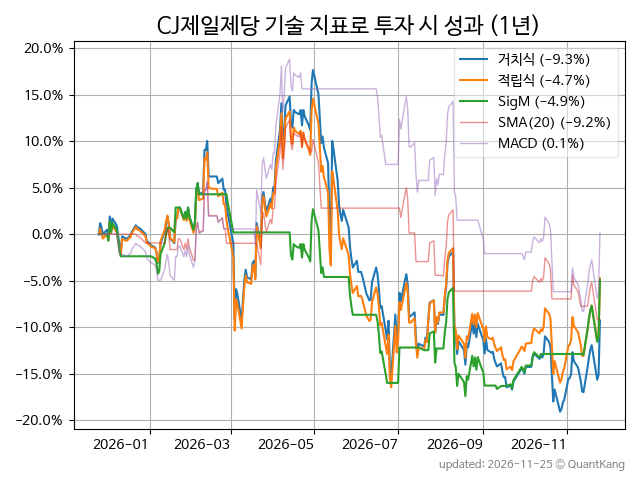 CJ제일제당 기술 지표로 투자 시 성과 (1년)
20.0%
15.0%
10.0%
5.0%
0.0%
−5.0%
−10.0%
−15.0%
−20.0%
거치식 (−9.3%)
적립식 (−4.7%)
SigM (−4.9%)
SMA(20) (−9.2%)
MACD (0.1%)
2026−01
2026−03
2026−05
2026−07
2026−09
2026−11
updated: 2026−11−25 © QuantKang